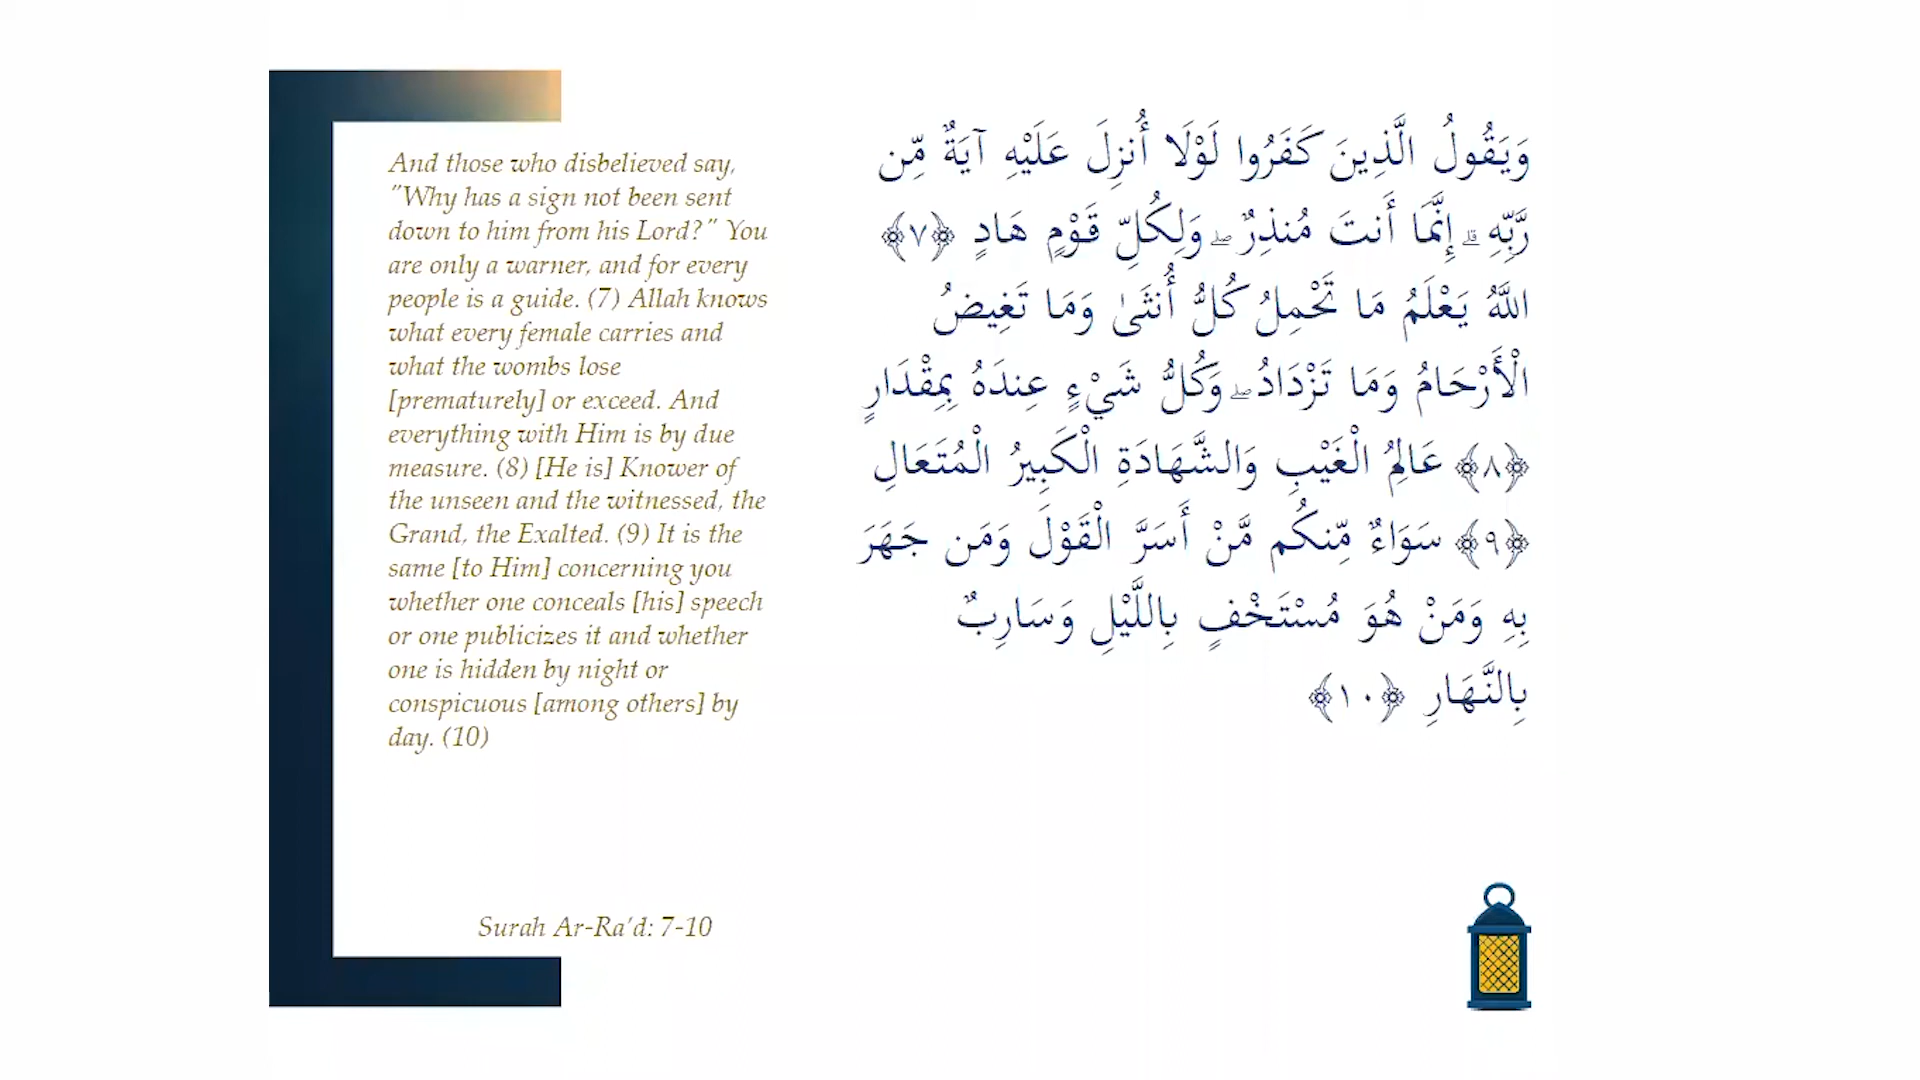 And those who disbelieved say,
"Why has a sign not been sent
down to him from his Lord?" You
are only a warner, and for every
people is a guide. (7) Allah knows
what every female carries and
what the wombs lose
[prematurely] or exceed. And
everything with Him is by due
measure. (8) [He is] Knower of
the unseen and the witnessed, the
Grand, the Exalted. (9) It is the
same [to Him] concerning you
whether one conceals [his] speech
or one publicizes it and whether
one is hidden by night or
conspicuous [among others] by
day. (10)
Surah Ar-Ra'd: 7-10
وَيَقُولُ الَّذِينَ كَفَرُوا لَوْلَا أُنزِلَ عَلَيْهِ آيَةٌ مِّن
رَّبِّهِ ۗ إِنَّمَا أَنتَ مُنذِرٌ ۖ وَلِكُلِّ قَوْمٍ هَادٍ ﴿٧﴾
اللَّهُ يَعْلَمُ مَا تَحْمِلُ كُلُّ أُنثَىٰ وَمَا تَغِيضُ
الْأَرْحَامُ وَمَا تَزْدَادُ ۖ وَكُلُّ شَيْءٍ عِندَهُ بِمِقْدَارٍ
﴿٨﴾ عَالِمُ الْغَيْبِ وَالشَّهَادَةِ الْكَبِيرُ الْمُتَعَالِ
﴿٩﴾ سَوَاءٌ مِّنكُم مَّنْ أَسَرَّ الْقَوْلَ وَمَن جَهَرَ
بِهِ وَمَنْ هُوَ مُسْتَخْفٍ بِاللَّيْلِ وَسَارِبٌ
بِالنَّهَارِ ﴿١٠﴾